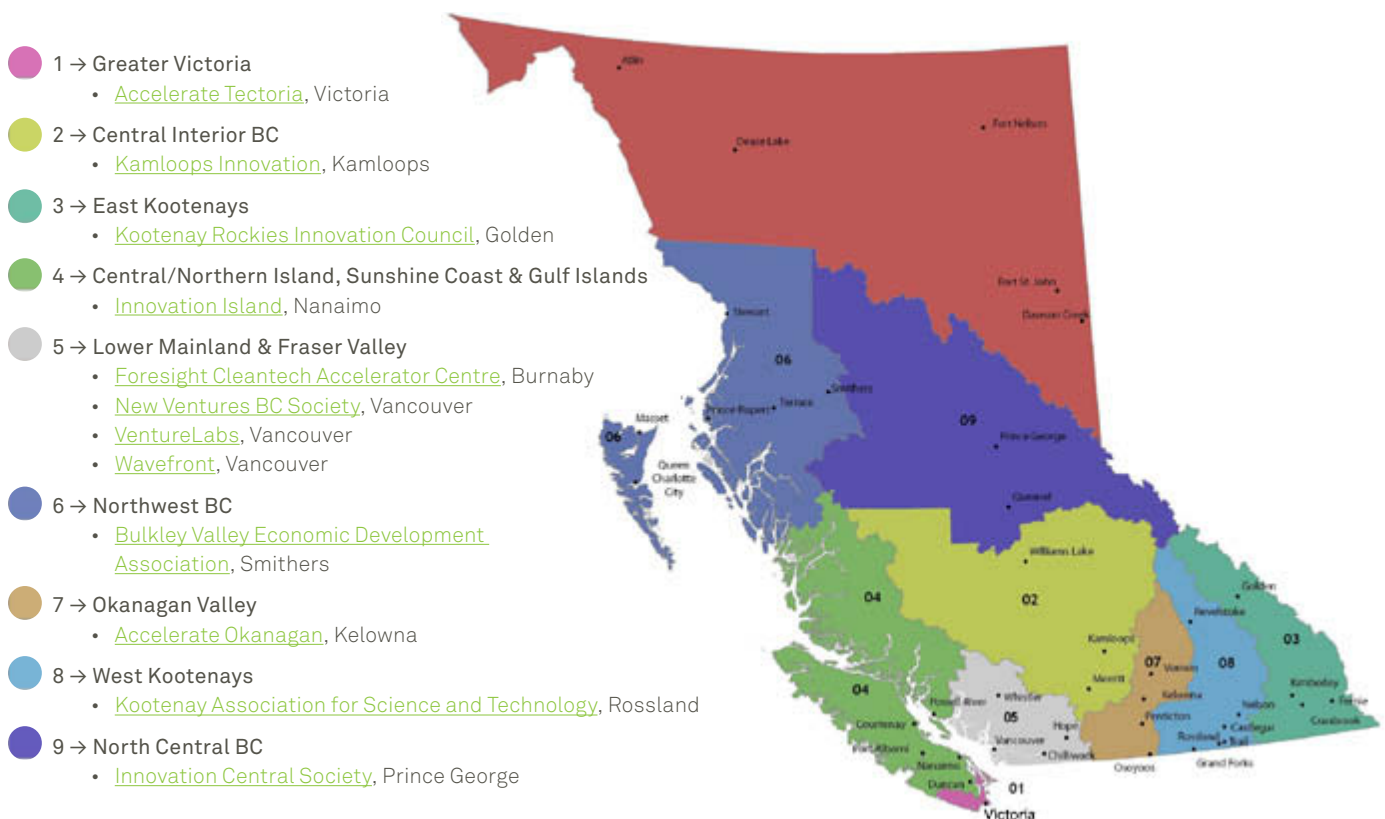 1 → Greater Victoria
• Accelerate Tectoria, Victoria
2 → Central Interior BC
• Kamloops Innovation, Kamloops
3 → East Kootenays
• Kootenay Rockies Innovation Council, Golden
4 → Central/Northern Island, Sunshine Coast & Gulf Islands
• Innovation Island, Nanaimo
5 → Lower Mainland & Fraser Valley
• Foresight Cleantech Accelerator Centre, Burnaby
• New Ventures BC Society, Vancouver
• VentureLabs, Vancouver
• Wavefront, Vancouver
6 → Northwest BC
• Bulkley Valley Economic Development
Association, Smithers
7 → Okanagan Valley
• Accelerate Okanagan, Kelowna
8 → West Kootenays
• Kootenay Association for Science and Technology, Rossland
9 → North Central BC
• Innovation Central Society, Prince George
Atlin
Fort Nelson
Dease Lake
Fort St. John
Dawson Creek
Stewart
06
Smithers
Prince Rupert
Terrace
Masset
06
Queen
Charlotte
City
09
Prince George
Quesnel
Williams Lake
02
04
Kamloops
Merritt
Golden
Revelstoke
03
07
Vernon
08
Kelowna
Penticton
Kimberley
Fernie
Cranbrook
Nelson
Castlegar
Rossland
Trail
Grand Forks
Osoyoos
04
Powell River
Courtenay
Port Alberni
Nanaimo
Duncan
Whistler
05
Hope
Vancouver
Chilliwack
01
Victoria